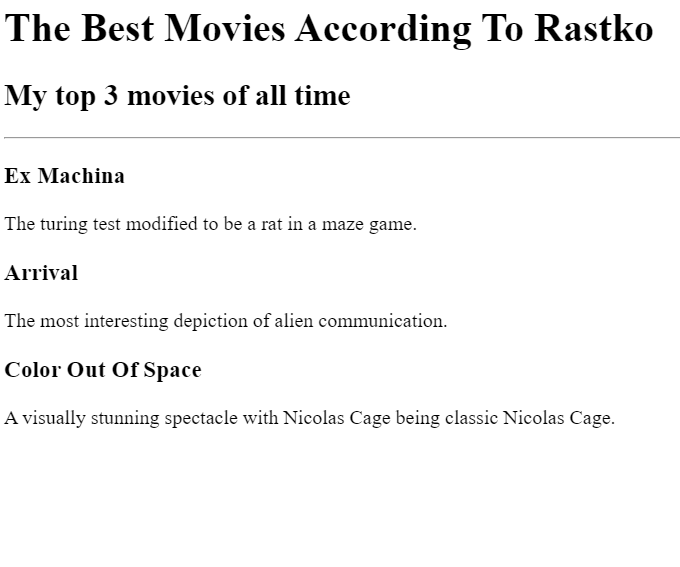 The Best Movies According To Rastko
My top 3 movies of all time
Ex Machina
The turing test modified to be a rat in a maze game.
Arrival
The most interesting depiction of alien communication.
Color Out Of Space
A visually stunning spectacle with Nicolas Cage being classic Nicolas Cage.